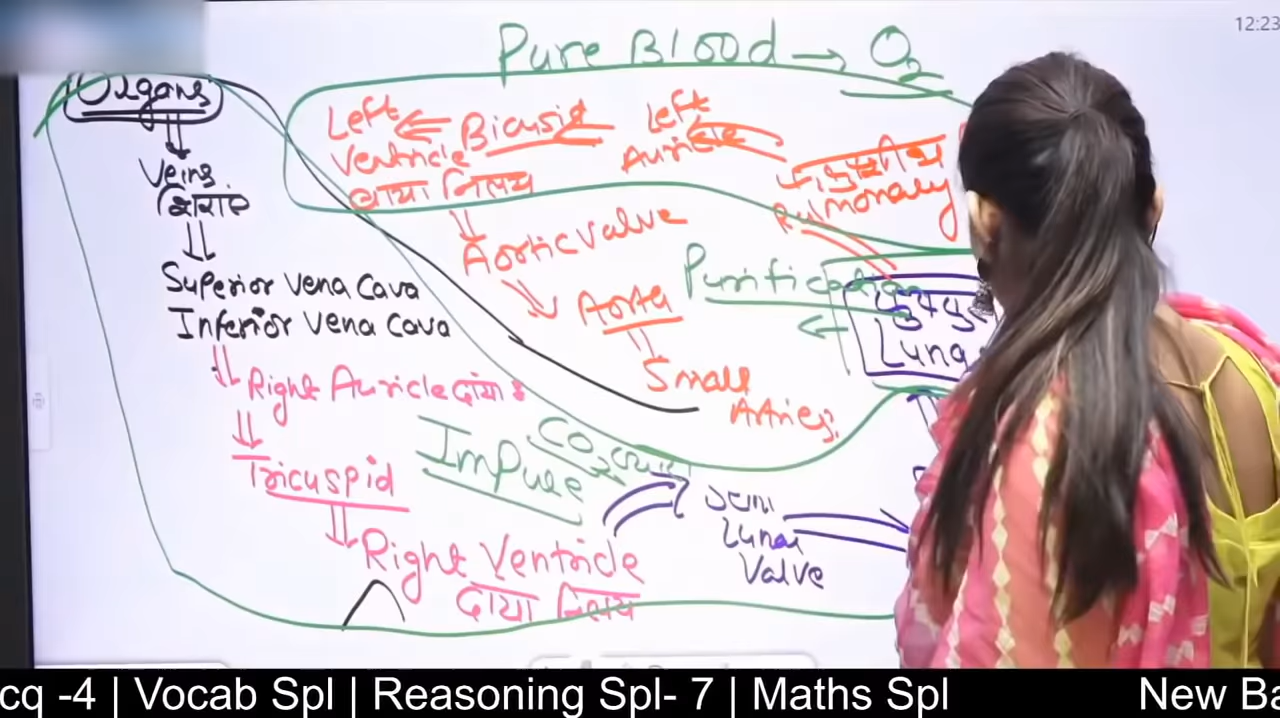 12:23
Pure Blood → O₂
Organs
Veins
Superior Vena Cava
Inferior Vena Cava
Right Auricle दायां
Tricuspid
Right Ventricle
दाया निलय
Impure
CO₂
Semi
Lunar
Valve
Lung
Purification
Pulmonary
Left
Auricle
Left
Ventricle
बाया निलय
Aortic Valve
Aorta
Small
cq -4 | Vocab Spl | Reasoning Spl- 7 | Maths Spl
New Ba